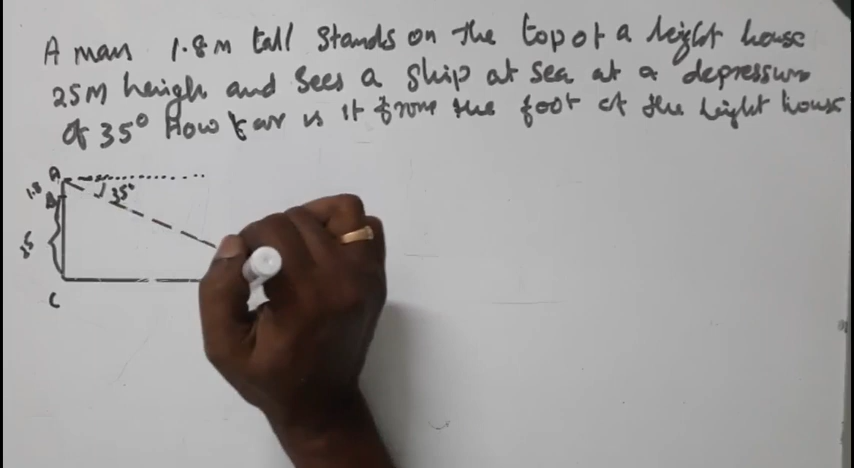 A man 1.8m tall Stands on the top of a light house
25M heigh and Sees a Ship at Sea at a depression
of 35° How far is it from the foot of the light house
A
35°
1.8
B
25
C